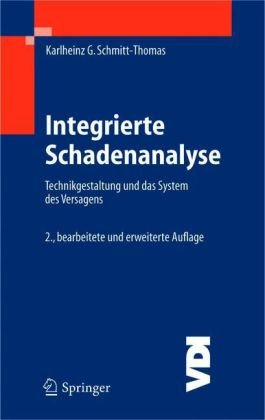 Karlheinz G. Schmitt-Thomas
Integrierte
Schadenanalyse
Technikgestaltung und das System
des Versagens
2., bearbeitete und erweiterte Auflage
VDI
Springer